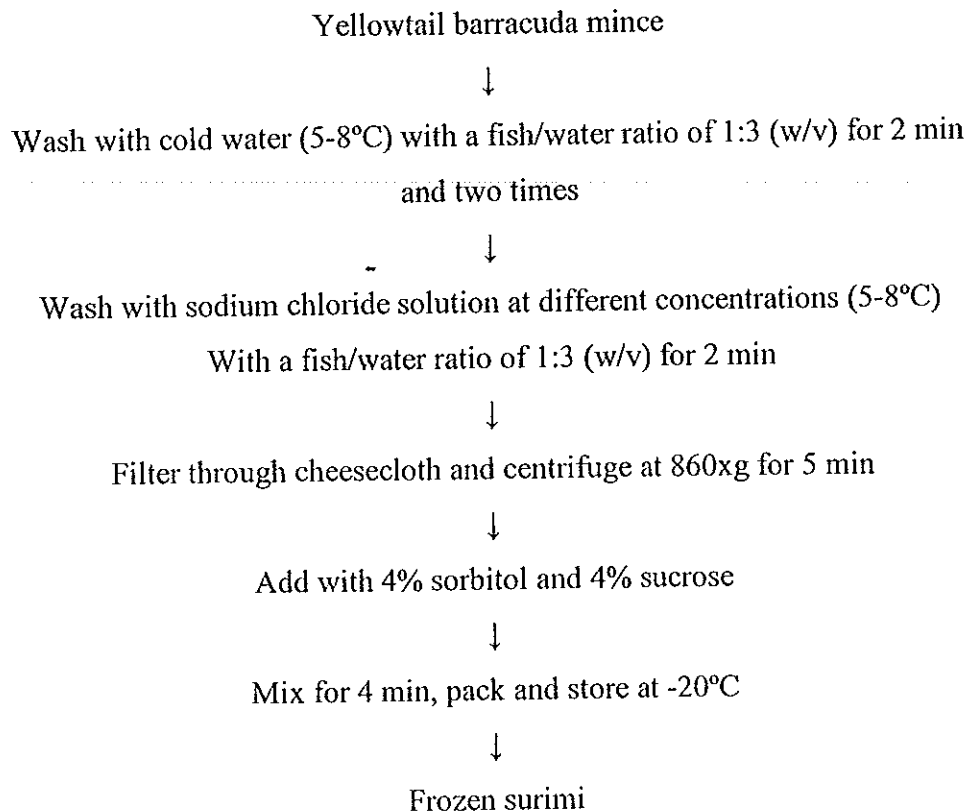 Yellowtail barracuda mince
↓
Wash with cold water (5-8ºC) with a fish/water ratio of 1:3 (w/v) for 2 min
and two times
↓
Wash with sodium chloride solution at different concentrations (5-8ºC)
With a fish/water ratio of 1:3 (w/v) for 2 min
↓
Filter through cheesecloth and centrifuge at 860xg for 5 min
↓
Add with 4% sorbitol and 4% sucrose
↓
Mix for 4 min, pack and store at -20ºC
↓
Frozen surimi